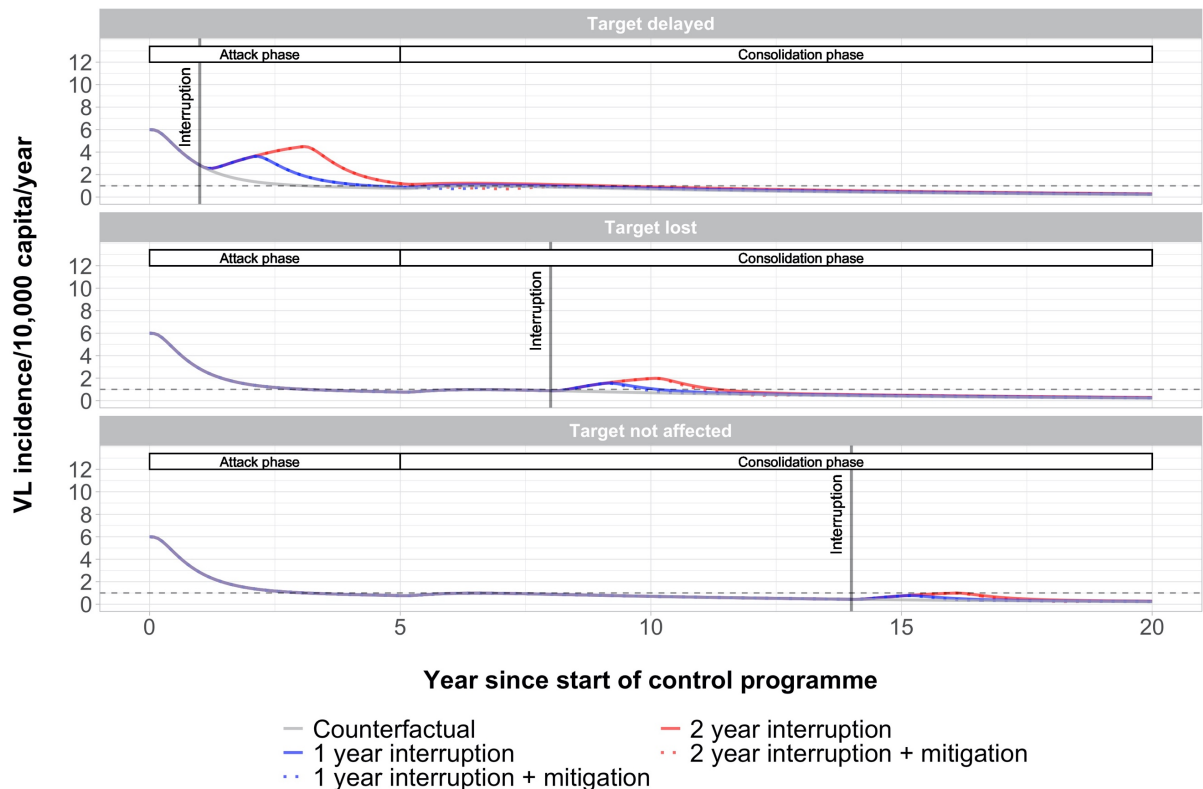 Target delayed
Attack phase
Consolidation phase
Interruption
12
10
8
6
4
2
0
Target lost
Attack phase
Consolidation phase
Interruption
12
10
8
6
4
2
0
Target not affected
Attack phase
Consolidation phase
Interruption
12
10
8
6
4
2
0
VL incidence/10,000 capita/year
0 5 10 15 20
Year since start of control programme
Counterfactual
1 year interruption
1 year interruption + mitigation
2 year interruption
2 year interruption + mitigation